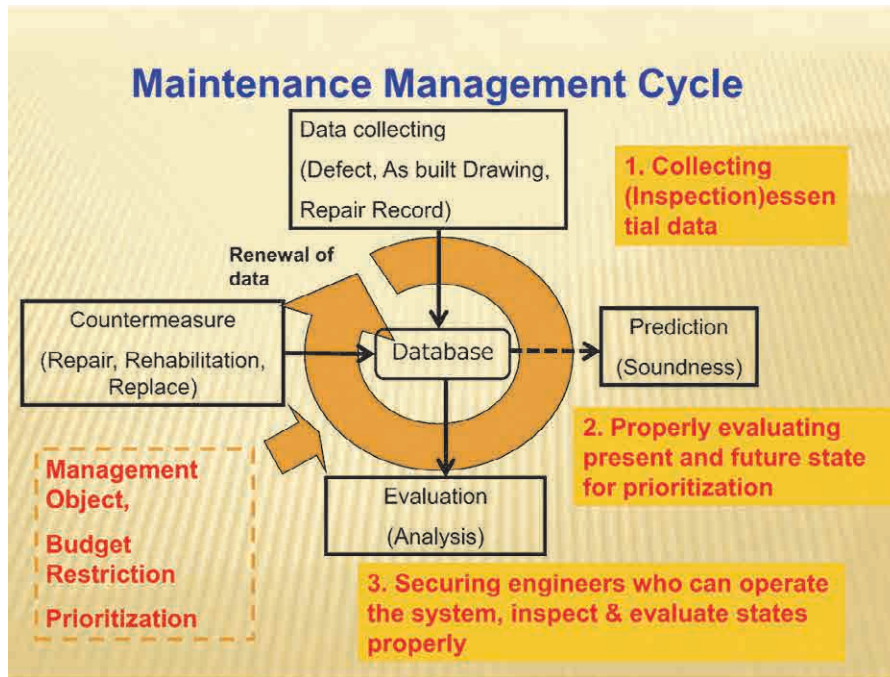 Maintenance Management Cycle
Data collecting
(Defect, As built Drawing,
Repair Record)
1. Collecting
(Inspection)essen
tial data
Renewal of
data
Countermeasure
(Repair, Rehabilitation,
Replace)
Database
Prediction
(Soundness)
2. Properly evaluating
present and future state
for prioritization
Management
Object,
Budget
Restriction
Prioritization
Evaluation
(Analysis)
3. Securing engineers who can operate
the system, inspect & evaluate states
properly